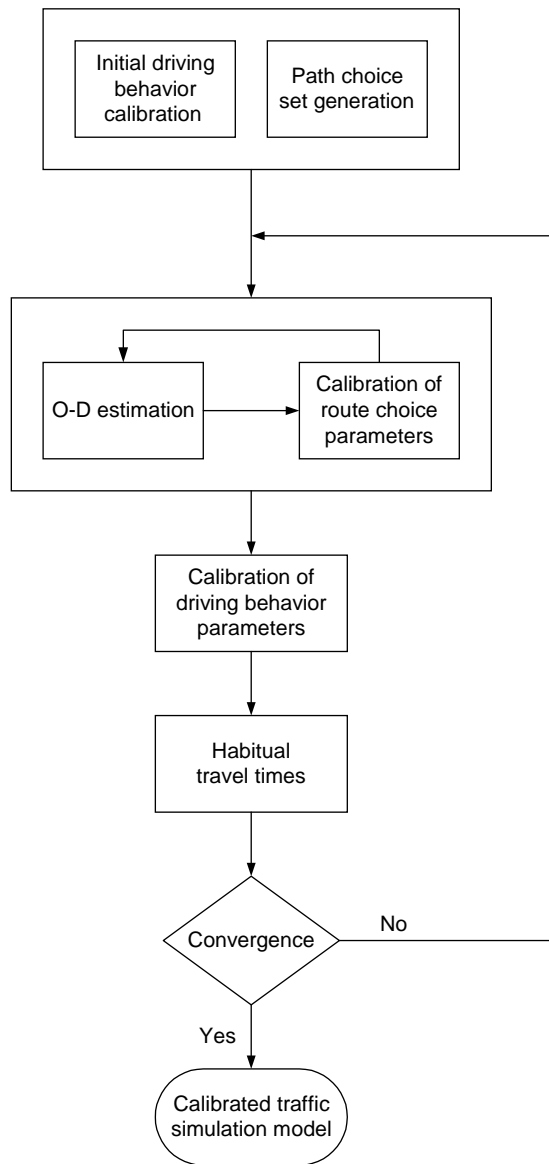 Initial driving
behavior
calibration
Path choice
set generation
O-D estimation
Calibration of
route choice
parameters
Calibration of
driving behavior
parameters
Habitual
travel times
Convergence
No
Yes
Calibrated traffic
simulation model